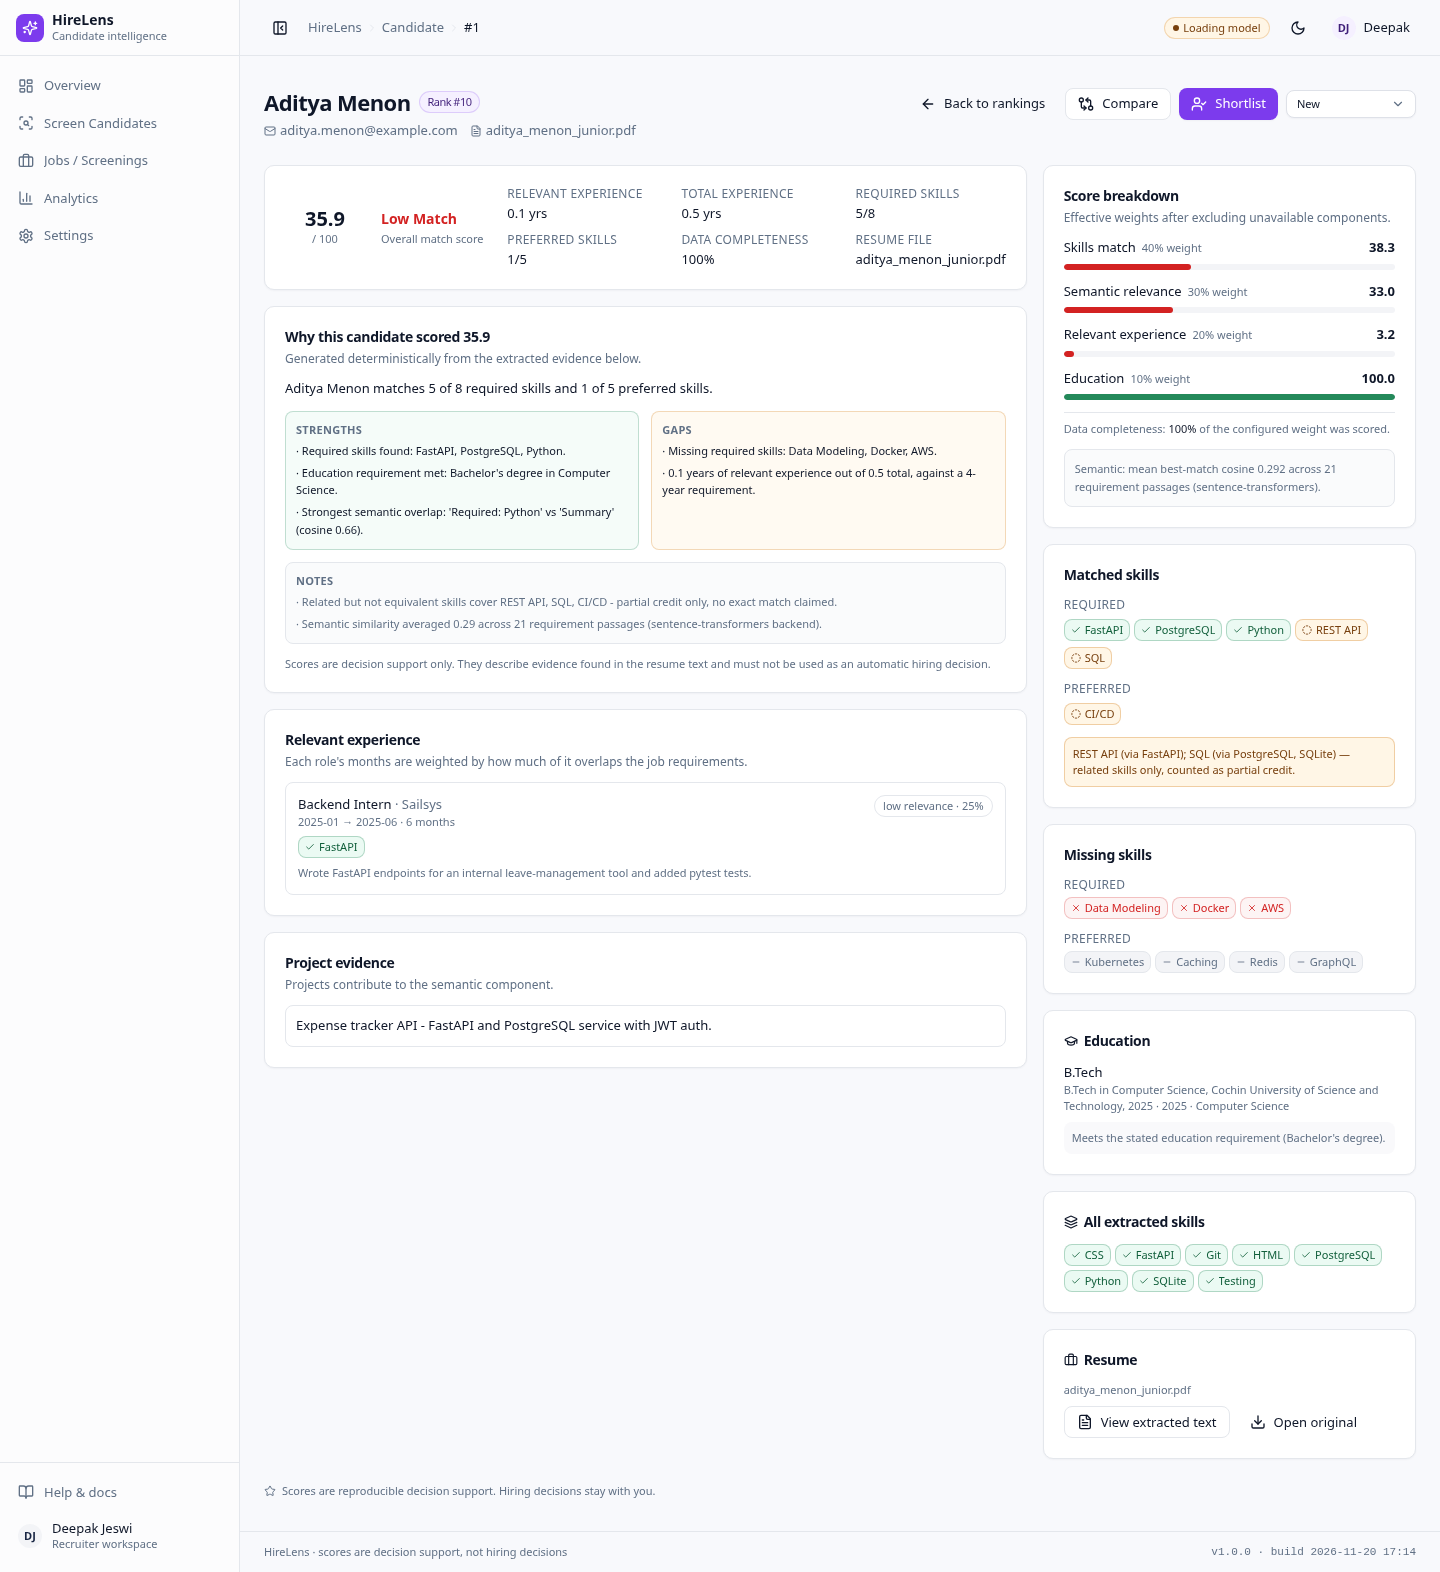 HireLens
Candidate intelligence
Overview
Screen Candidates
Jobs / Screenings
Analytics
Settings
Help & docs
DJ
Deepak Jeswi
Recruiter workspace
HireLens
Candidate
#1
Loading model
DJ
Deepak
Aditya Menon
Rank #10
aditya.menon@example.com
aditya_menon_junior.pdf
Back to rankings
Compare
Shortlist
New
35.9
/ 100
Low Match
Overall match score
RELEVANT EXPERIENCE
0.1 yrs
TOTAL EXPERIENCE
0.5 yrs
REQUIRED SKILLS
5/8
PREFERRED SKILLS
1/5
DATA COMPLETENESS
100%
RESUME FILE
aditya_menon_junior.pdf
Why this candidate scored 35.9
Generated deterministically from the extracted evidence below.
Aditya Menon matches 5 of 8 required skills and 1 of 5 preferred skills.
STRENGTHS
· Required skills found: FastAPI, PostgreSQL, Python.
· Education requirement met: Bachelor's degree in Computer
Science.
· Strongest semantic overlap: 'Required: Python' vs 'Summary'
(cosine 0.66).
GAPS
· Missing required skills: Data Modeling, Docker, AWS.
· 0.1 years of relevant experience out of 0.5 total, against a 4-
year requirement.
NOTES
· Related but not equivalent skills cover REST API, SQL, CI/CD - partial credit only, no exact match claimed.
· Semantic similarity averaged 0.29 across 21 requirement passages (sentence-transformers backend).
Scores are decision support only. They describe evidence found in the resume text and must not be used as an automatic hiring decision.
Relevant experience
Each role's months are weighted by how much of it overlaps the job requirements.
Backend Intern · Sailsys
low relevance · 25%
2025-01 → 2025-06 · 6 months
FastAPI
Wrote FastAPI endpoints for an internal leave-management tool and added pytest tests.
Project evidence
Projects contribute to the semantic component.
Expense tracker API - FastAPI and PostgreSQL service with JWT auth.
Score breakdown
Effective weights after excluding unavailable components.
Skills match 40% weight 38.3
Semantic relevance 30% weight 33.0
Relevant experience 20% weight 3.2
Education 10% weight 100.0
Data completeness: 100% of the configured weight was scored.
Semantic: mean best-match cosine 0.292 across 21
requirement passages (sentence-transformers).
Matched skills
REQUIRED
FastAPI PostgreSQL Python REST API
SQL
PREFERRED
CI/CD
REST API (via FastAPI); SQL (via PostgreSQL, SQLite) —
related skills only, counted as partial credit.
Missing skills
REQUIRED
Data Modeling Docker AWS
PREFERRED
Kubernetes Caching Redis GraphQL
Education
B.Tech
B.Tech in Computer Science, Cochin University of Science and
Technology, 2025 · 2025 · Computer Science
Meets the stated education requirement (Bachelor's degree).
All extracted skills
CSS FastAPI Git HTML PostgreSQL
Python SQLite Testing
Resume
aditya_menon_junior.pdf
View extracted text
Open original
Scores are reproducible decision support. Hiring decisions stay with you.
HireLens · scores are decision support, not hiring decisions
v1.0.0 · build 2026-11-20 17:14